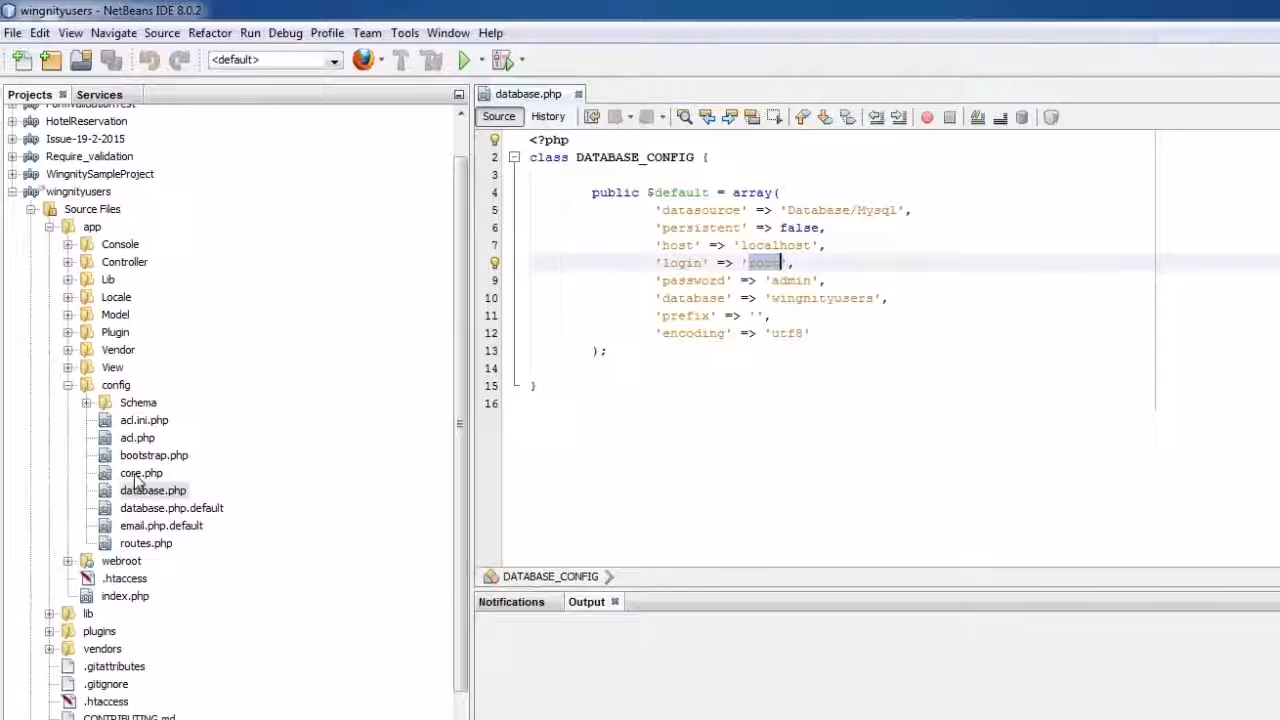 wingnityusers - NetBeans IDE 8.0.2
File Edit View Navigate Source Refactor Run Debug Profile Team Tools Window Help
<default>
Projects Services
HotelReservation
Issue-19-2-2015
Require_validation
WingnitySampleProject
wingnityusers
Source Files
app
Console
Controller
Lib
Locale
Model
Plugin
Vendor
View
config
Schema
acl.ini.php
acl.php
bootstrap.php
core.php
database.php
database.php.default
email.php.default
routes.php
webroot
.htaccess
index.php
lib
plugins
vendors
.gitattributes
.gitignore
.htaccess
CONTRIBUTING.md
database.php
Source History
<?php
2 class DATABASE_CONFIG {
3
4 public $default = array(
5 'datasource' => 'Database/Mysql',
6 'persistent' => false,
7 'host' => 'localhost',
'login' => 'root',
9 'password' => 'admin',
10 'database' => 'wingnityusers',
11 'prefix' => '',
12 'encoding' => 'utf8'
13 );
14
15 }
16
DATABASE_CONFIG
Notifications Output